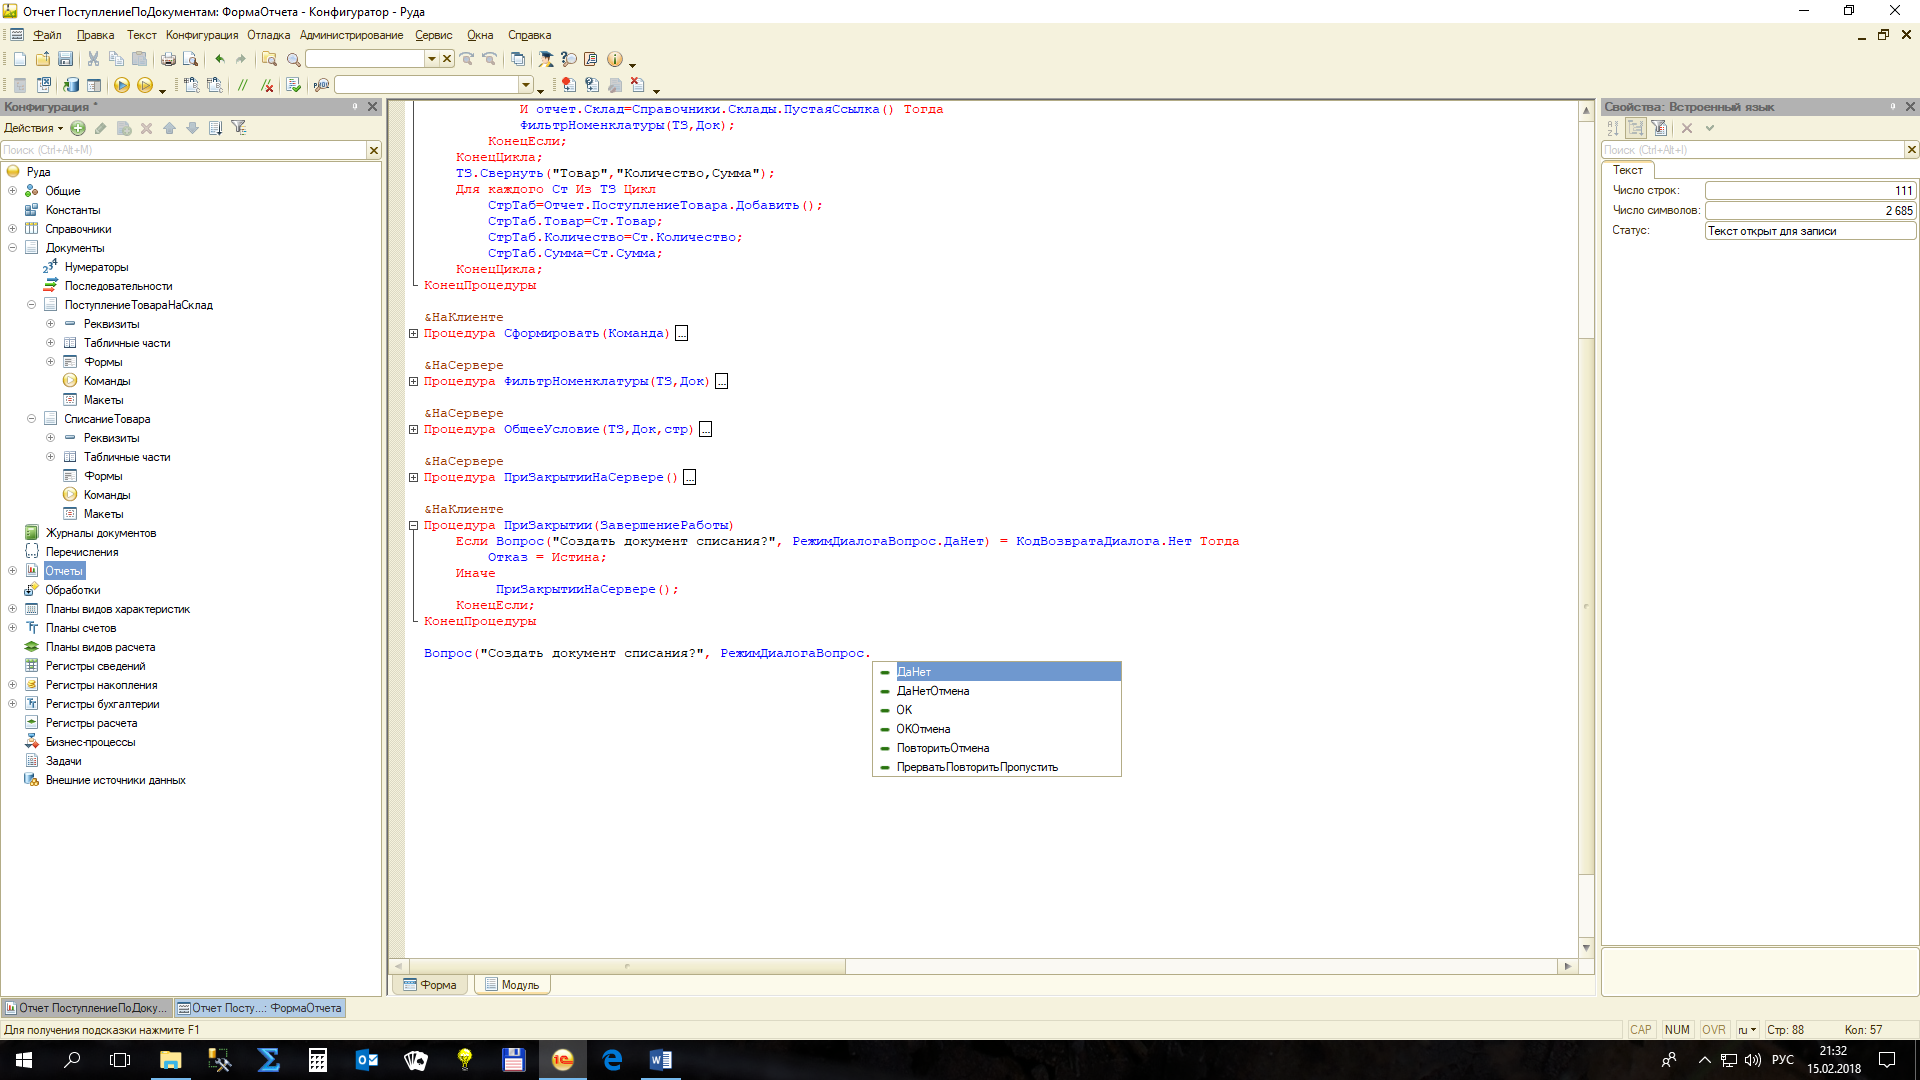 Отчет ПоступлениеПоДокументам: ФормаОтчета - Конфигуратор - Руда
Файл Правка Текст Конфигурация Отладка Администрирование Сервис Окна Справка
Конфигурация *
Действия
Поиск (Ctrl+Alt+M)
Руда
Общие
Константы
Справочники
Документы
Нумераторы
Последовательности
ПоступлениеТовараНаСклад
Реквизиты
Табличные части
Формы
Команды
Макеты
СписаниеТовара
Реквизиты
Табличные части
Формы
Команды
Макеты
Журналы документов
Перечисления
Отчеты
Обработки
Планы видов характеристик
Планы счетов
Планы видов расчета
Регистры сведений
Регистры накопления
Регистры бухгалтерии
Регистры расчета
Бизнес-процессы
Задачи
Внешние источники данных
И отчет.Склад=Справочники.Склады.ПустаяСсылка() Тогда
ФильтрНоменклатуры(ТЗ,Док);
КонецЕсли;
КонецЦикла;
ТЗ.Свернуть("Товар","Количество,Сумма");
Для каждого Ст Из ТЗ Цикл
СтрТаб=Отчет.ПоступлениеТовара.Добавить();
СтрТаб.Товар=Ст.Товар;
СтрТаб.Количество=Ст.Количество;
СтрТаб.Сумма=Ст.Сумма;
КонецЦикла;
КонецПроцедуры
&НаКлиенте
Процедура Сформировать(Команда) ...
&НаСервере
Процедура ФильтрНоменклатуры(ТЗ,Док) ...
&НаСервере
Процедура ОбщееУсловие(ТЗ,Док,стр) ...
&НаСервере
Процедура ПриЗакрытииНаСервере() ...
&НаКлиенте
Процедура ПриЗакрытии(ЗавершениеРаботы)
Если Вопрос("Создать документ списания?", РежимДиалогаВопрос.ДаНет) = КодВозвратаДиалога.Нет Тогда
Отказ = Истина;
Иначе
ПриЗакрытииНаСервере();
КонецЕсли;
КонецПроцедуры
Вопрос("Создать документ списания?", РежимДиалогаВопрос.
ДаНет
ДаНетОтмена
ОК
ОКОтмена
ПовторитьОтмена
ПрерватьПовторитьПропустить
Форма Модуль
Свойства: Встроенный язык
Поиск (Ctrl+Alt+I)
Текст
Число строк: 111
Число символов: 2 685
Статус: Текст открыт для записи
Отчет ПоступлениеПоДоку... Отчет Посту...: ФормаОтчета
Для получения подсказки нажмите F1
CAP NUM OVR ru Стр: 88 Кол: 57
РУС
21:32
15.02.2018